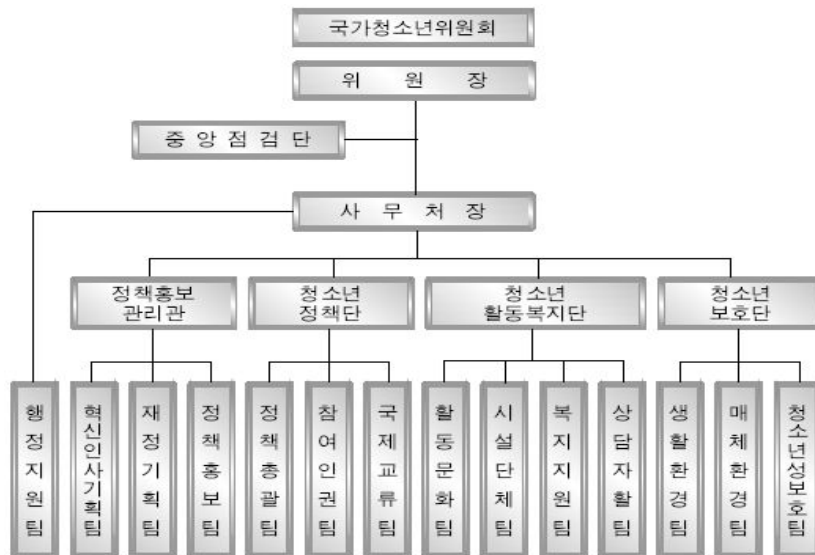 국가청소년위원회
위 원 장
중 앙 점 검 단
사 무 처 장
정책홍보
관리관
청소년
정책단
청소년
활동복지단
청소년
보호단
행정지원팀
혁신인사기획팀
재정기획팀
정책홍보팀
정책총괄팀
참여인권팀
국제교류팀
활동문화팀
시설단체팀
복지지원팀
상담자활팀
생활환경팀
매체환경팀
청소년성보호팀